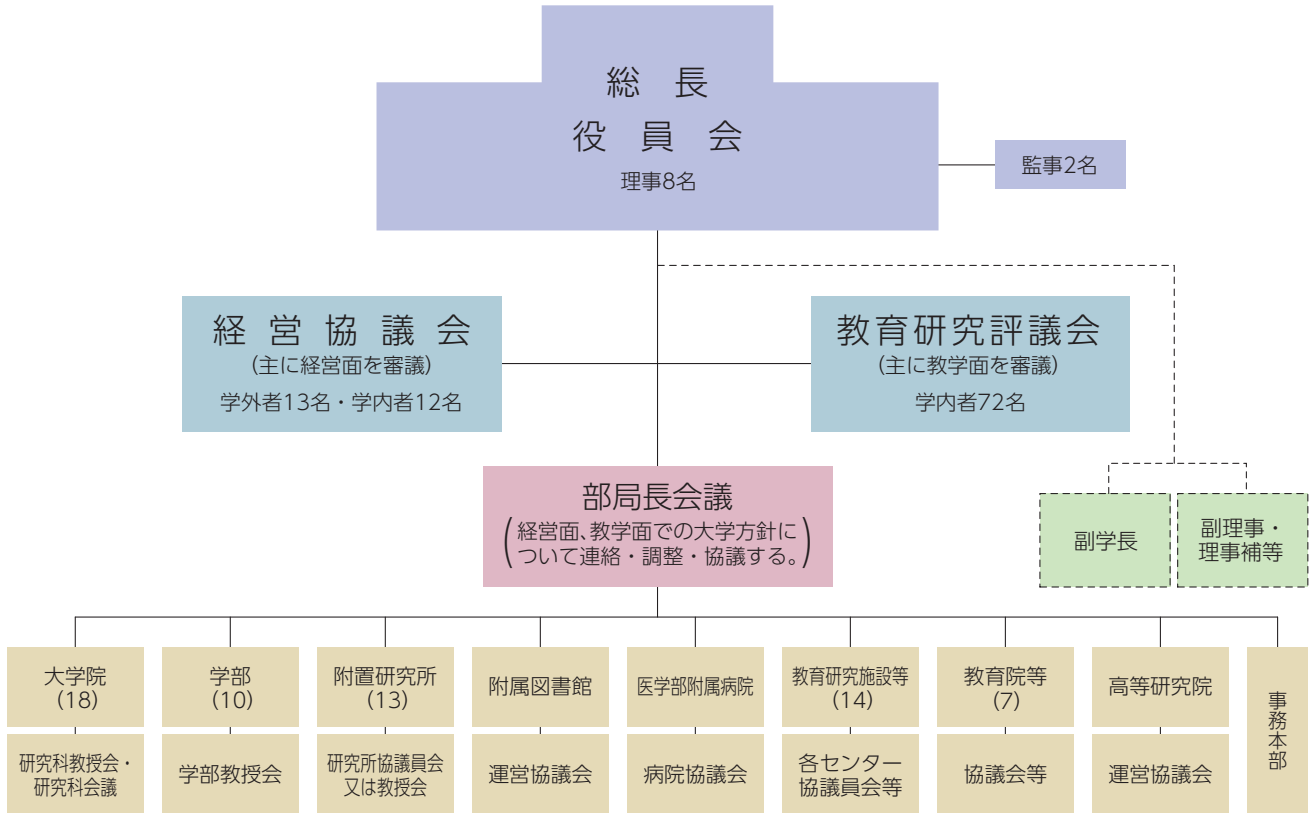 総長
役員会
理事8名
監事2名
経営協議会
(主に経営面を審議)
学外者13名・学内者12名
教育研究評議会
(主に教学面を審議)
学内者72名
部局長会議
(経営面、教学面での大学方針に
ついて連絡・調整・協議する。)
副学長
副理事・
理事補等
大学院
(18)
学部
(10)
附置研究所
(13)
附属図書館
医学部附属病院
教育研究施設等
(14)
教育院等
(7)
高等研究院
事務本部
研究科教授会・
研究科会議
学部教授会
研究所協議員会
又は教授会
運営協議会
病院協議会
各センター
協議員会等
協議会等
運営協議会